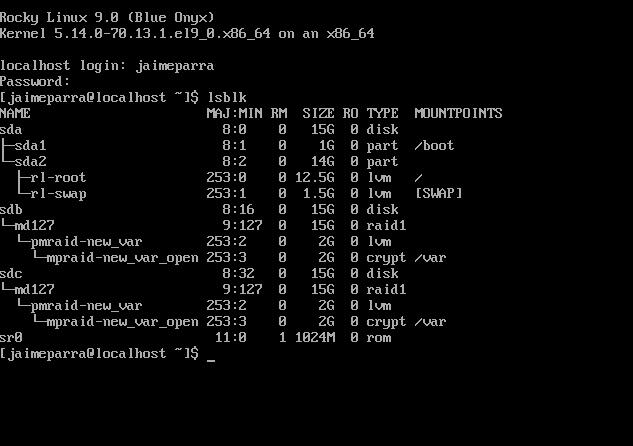 Rocky Linux 9.0 (Blue Onyx)
Kernel 5.14.0-70.13.1.el9_0.x86_64 on an x86_64
localhost login: jaimeparra
Password:
[jaimeparra@localhost ~]$ lsblk
NAME                        MAJ:MIN RM  SIZE RO TYPE  MOUNTPOINTS
sda                           8:0    0   15G  0 disk
├─sda1                        8:1    0    1G  0 part  /boot
└─sda2                        8:2    0   14G  0 part
  ├─rl-root                 253:0    0 12.5G  0 lvm   /
  └─rl-swap                 253:1    0  1.5G  0 lvm   [SWAP]
sdb                           8:16   0   15G  0 disk
└─md127                       9:127  0   15G  0 raid1
  └─pmraid-new_var          253:2    0    2G  0 lvm
    └─mpraid-new_var_open   253:3    0    2G  0 crypt /var
sdc                           8:32   0   15G  0 disk
└─md127                       9:127  0   15G  0 raid1
  └─pmraid-new_var          253:2    0    2G  0 lvm
    └─mpraid-new_var_open   253:3    0    2G  0 crypt /var
sr0                          11:0    1 1024M  0 rom
[jaimeparra@localhost ~]$ _